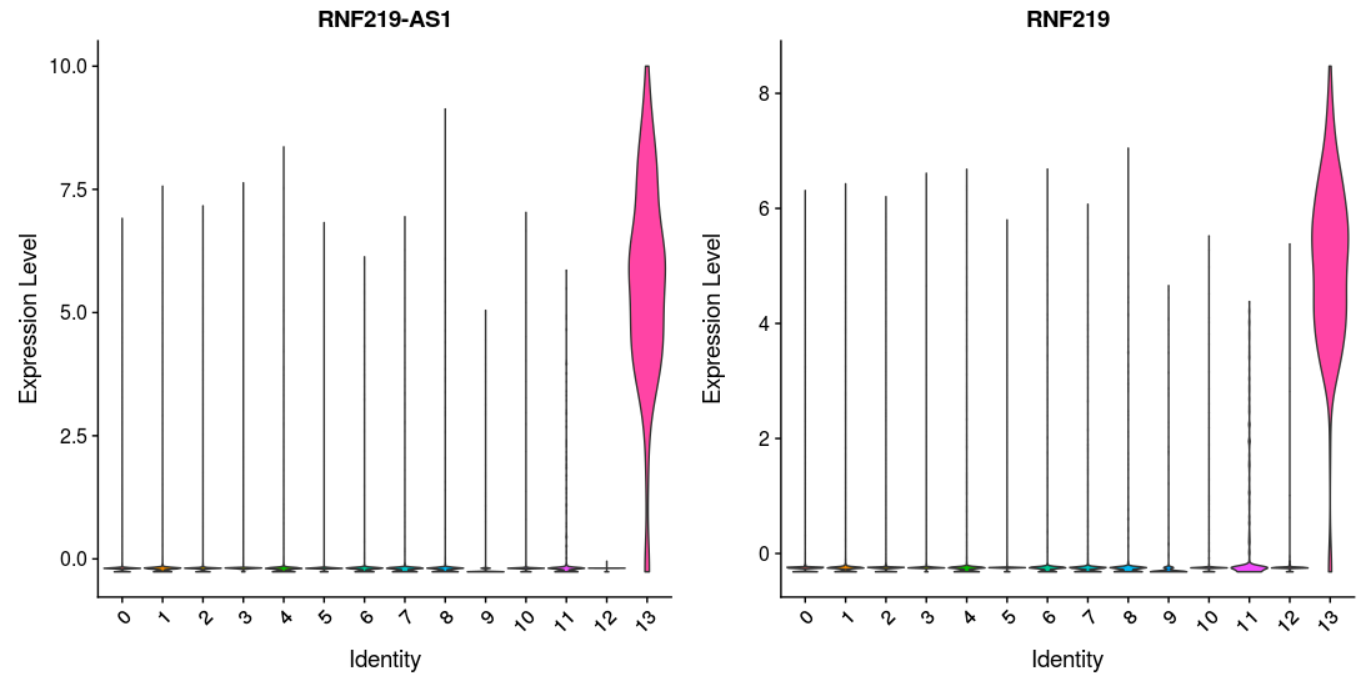 RNF219-AS1
Expression Level
10.0
7.5
5.0
2.5
0.0
0 1 2 3 4 5 6 7 8 9 10 11 12 13
Identity
RNF219
Expression Level
8
6
4
2
0
0 1 2 3 4 5 6 7 8 9 10 11 12 13
Identity